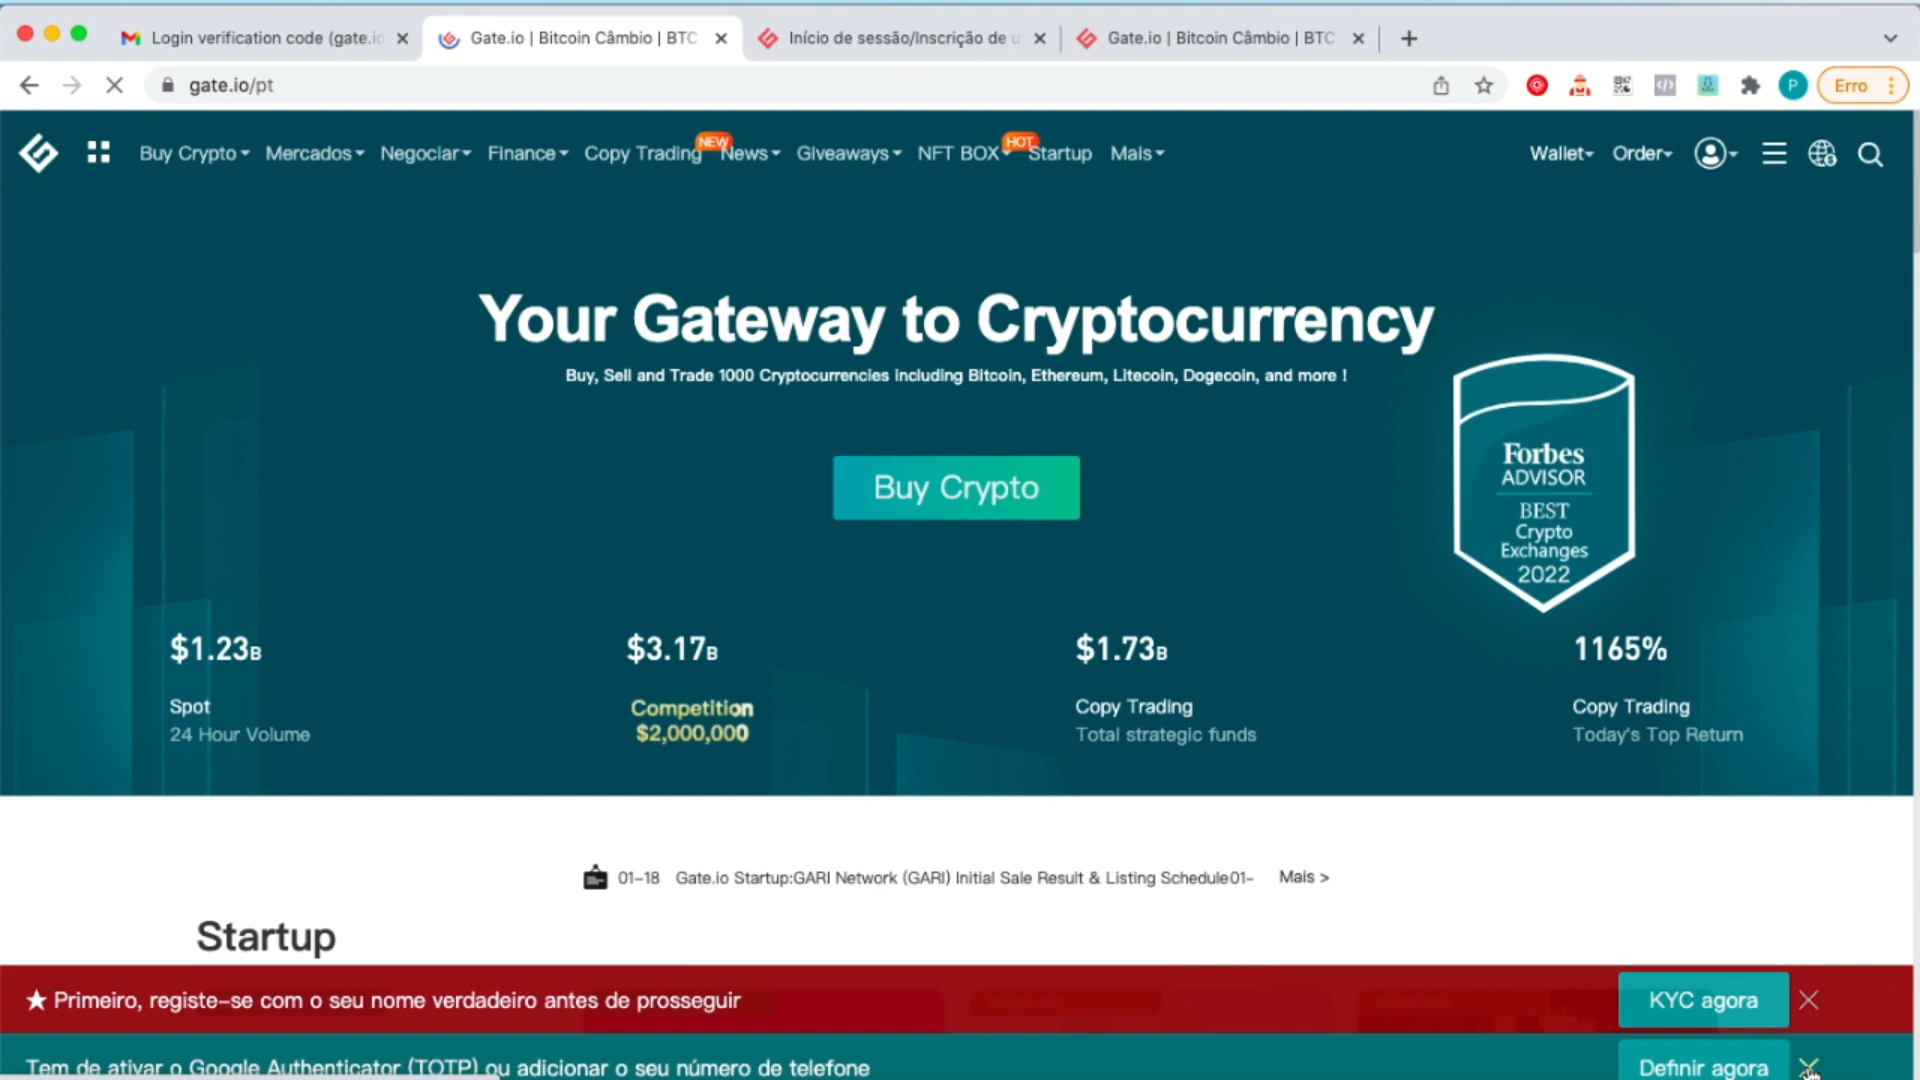 Login verification code (gate.io
Gate.io | Bitcoin Câmbio | BTC
Início de sessão/Inscrição de u
Gate.io | Bitcoin Câmbio | BTC
gate.io/pt
P
Erro
Buy Crypto
Mercados
Negociar
Finance
Copy Trading
NEW
News
Giveaways
NFT BOX
HOT
Startup
Mais
Wallet
Order
Your Gateway to Cryptocurrency
Buy, Sell and Trade 1000 Cryptocurrencies including Bitcoin, Ethereum, Litecoin, Dogecoin, and more !
Buy Crypto
Forbes
ADVISOR
BEST
Crypto
Exchanges
2022
$1.23B
Spot
24 Hour Volume
$3.17B
Competition
$2,000,000
$1.73B
Copy Trading
Total strategic funds
1165%
Copy Trading
Today's Top Return
01-18 Gate.io Startup:GARI Network (GARI) Initial Sale Result & Listing Schedule01-
Mais >
Startup
★ Primeiro, registe-se com o seu nome verdadeiro antes de prosseguir
KYC agora
Tem de ativar o Google Authenticator (TOTP) ou adicionar o seu número de telefone
Definir agora